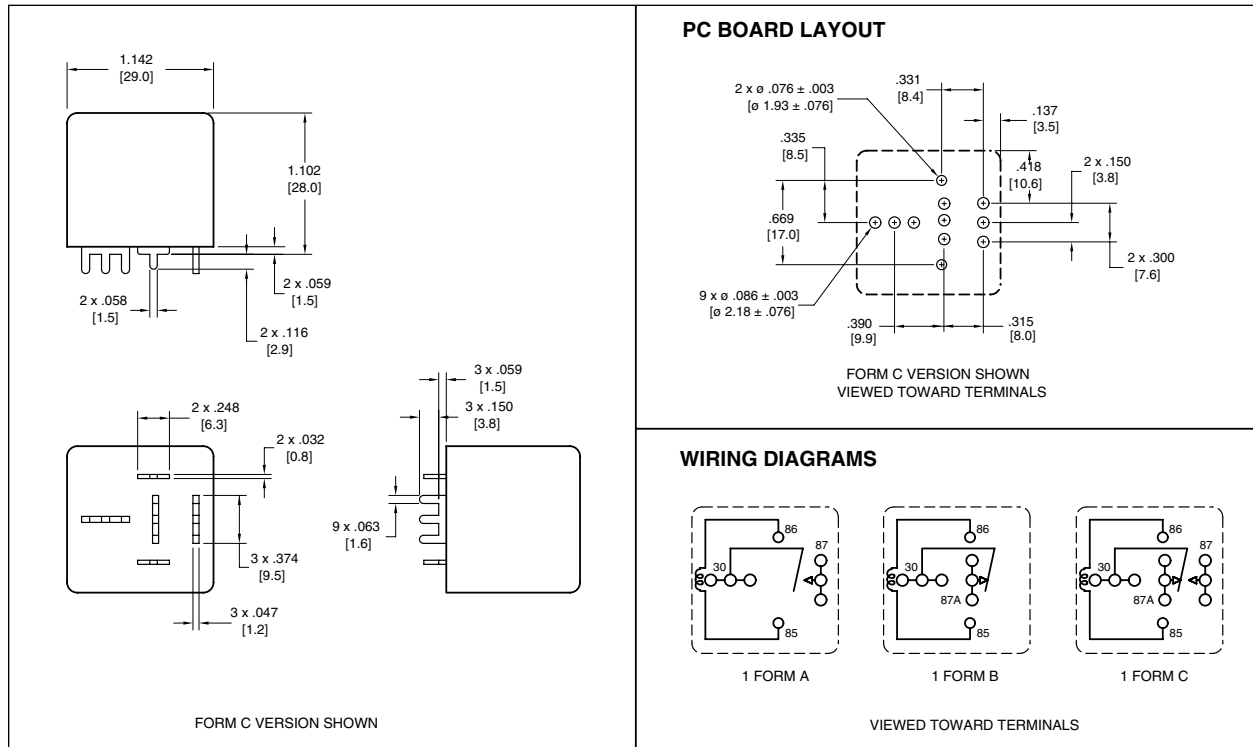 1.142
[29.0]
1.102
[28.0]
2 x .059
[1.5]
2 x .058
[1.5]
2 x .116
[2.9]
2 x .248
[6.3]
2 x .032
[0.8]
3 x .374
[9.5]
3 x .047
[1.2]
3 x .059
[1.5]
3 x .150
[3.8]
9 x .063
[1.6]
FORM C VERSION SHOWN
PC BOARD LAYOUT
2 x ø .076 ± .003
[ø 1.93 ± .076]
.331
[8.4]
.137
[3.5]
.335
[8.5]
.418
[10.6]
2 x .150
[3.8]
.669
[17.0]
2 x .300
[7.6]
9 x ø .086 ± .003
[ø 2.18 ± .076]
.390
[9.9]
.315
[8.0]
FORM C VERSION SHOWN
VIEWED TOWARD TERMINALS
WIRING DIAGRAMS
86
87
30
85
1 FORM A
86
30
87A
85
1 FORM B
86
87
30
87A
85
1 FORM C
VIEWED TOWARD TERMINALS